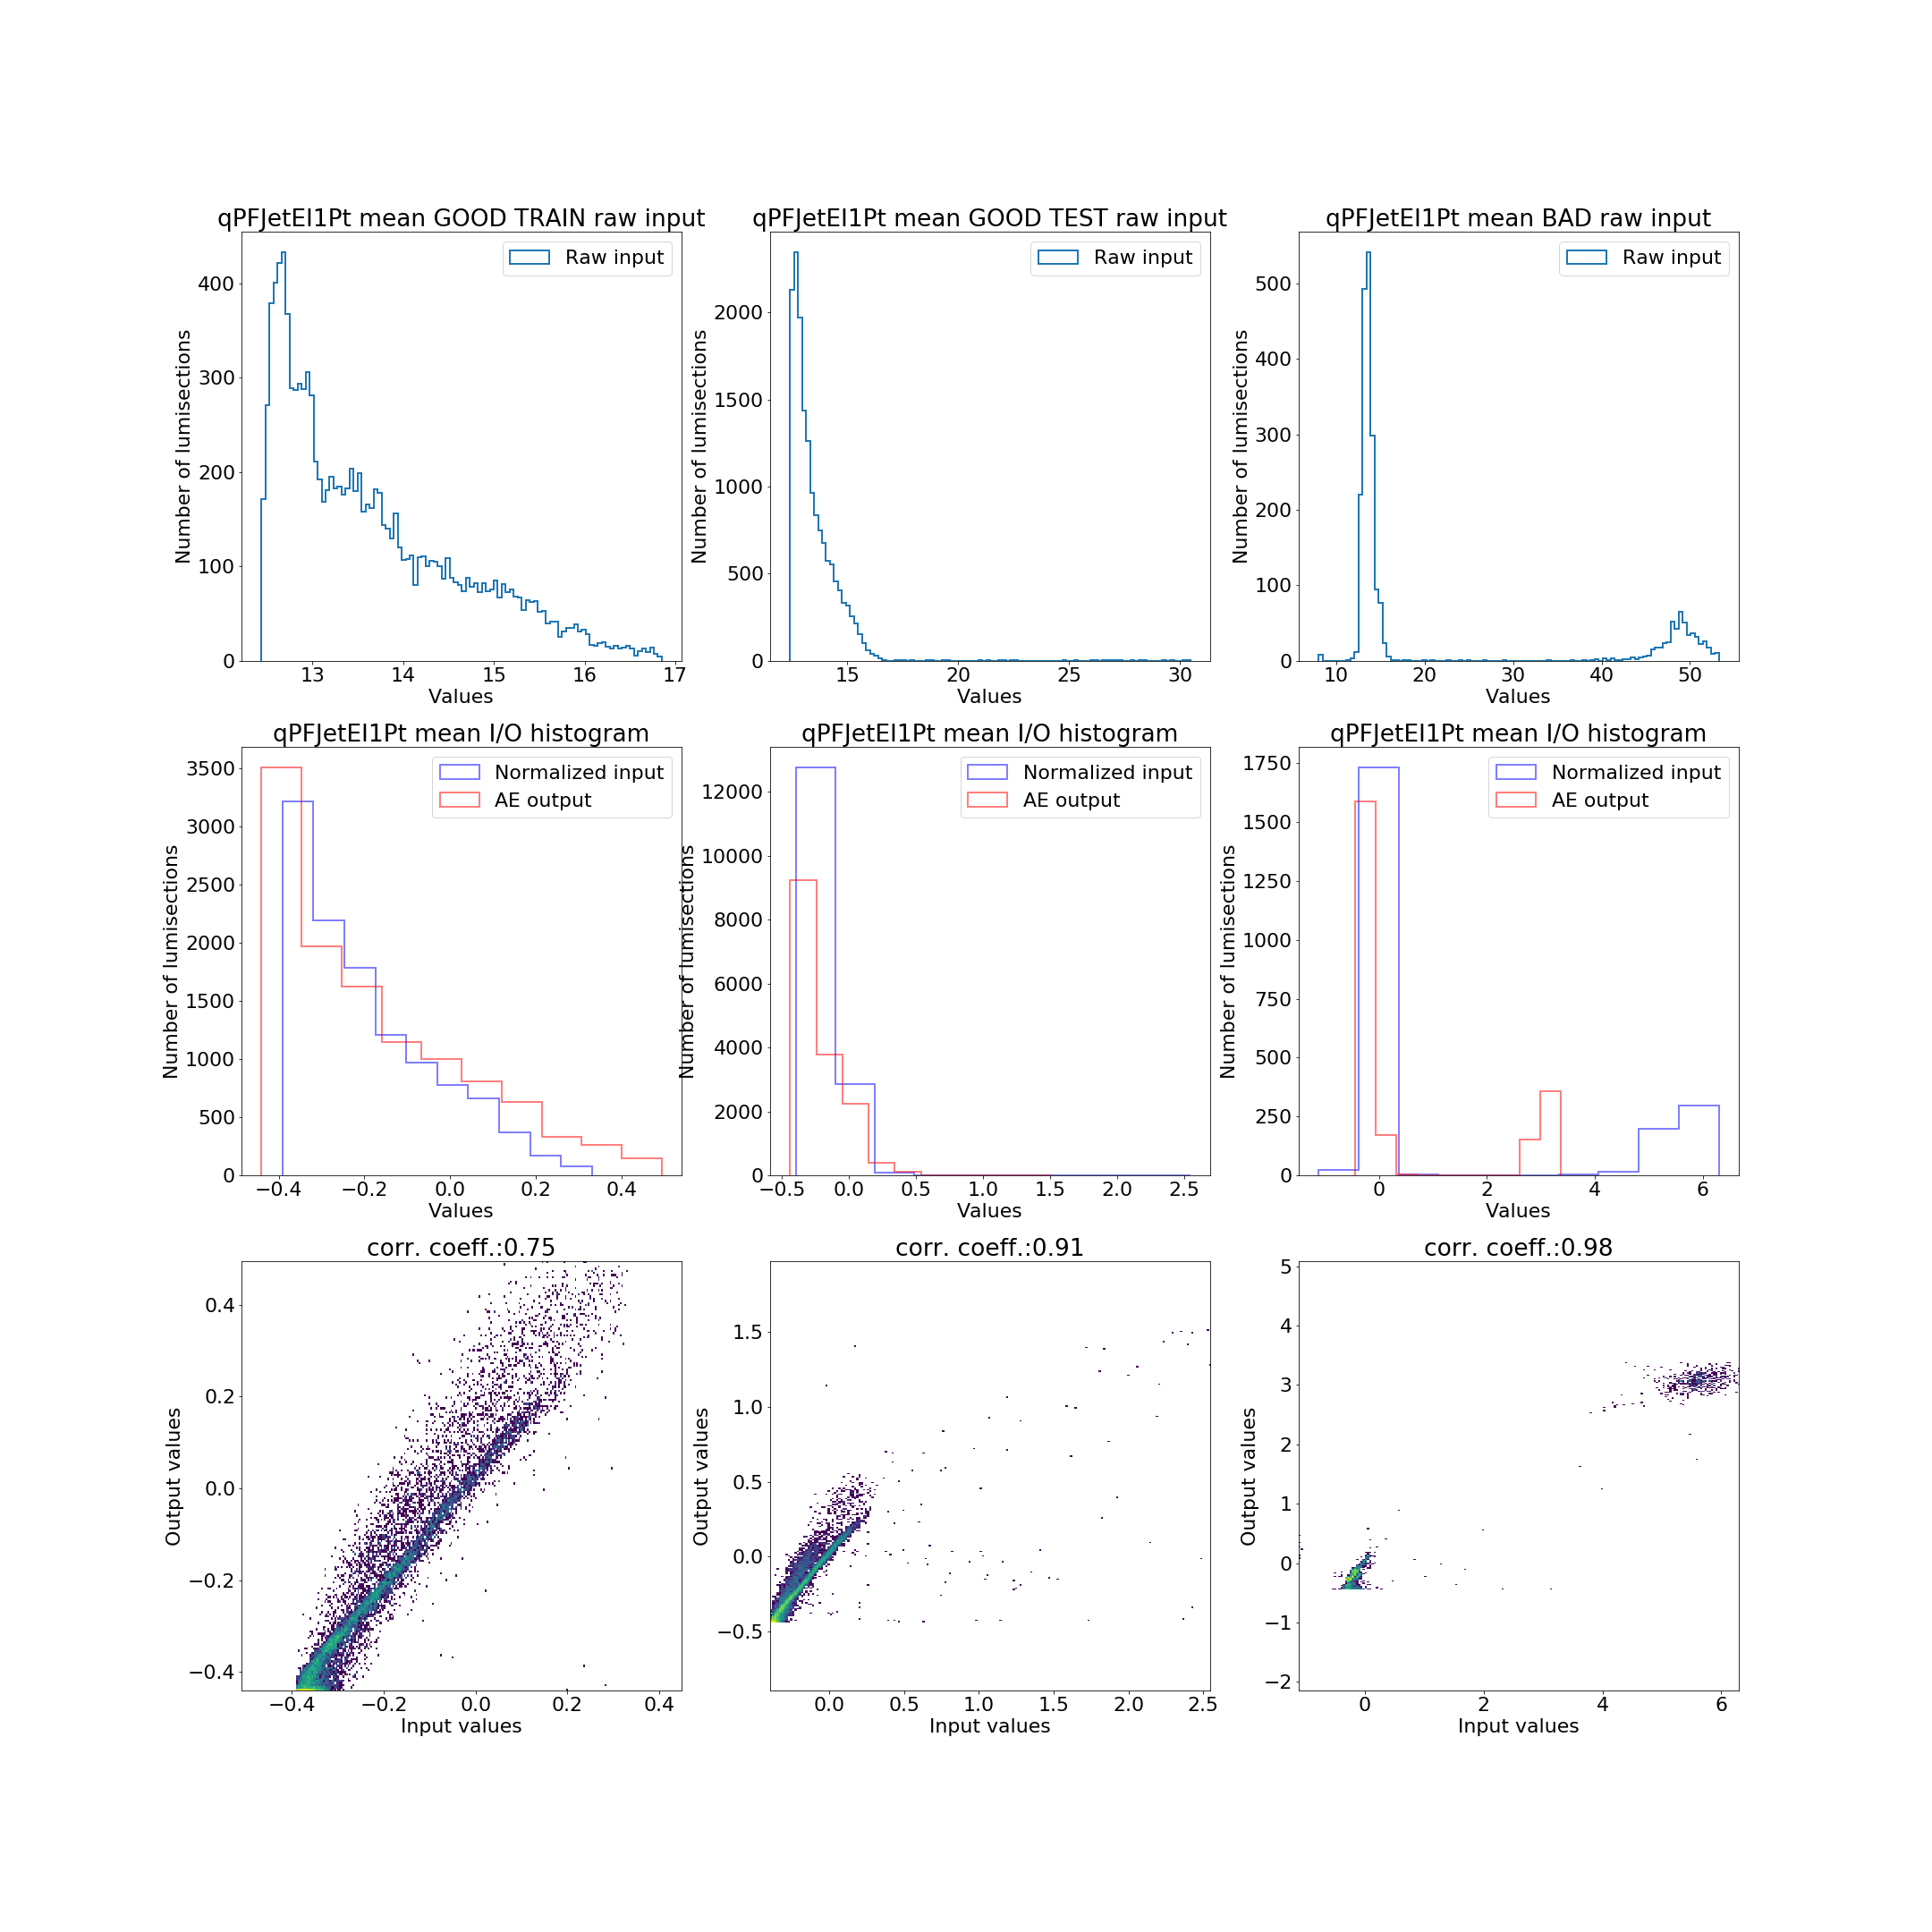 qPFJetEI1Pt mean GOOD TRAIN raw input
Raw input
Number of lumisections
0
100
200
300
400
13
14
15
16
17
Values
qPFJetEI1Pt mean GOOD TEST raw input
Raw input
Number of lumisections
0
500
1000
1500
2000
15
20
25
30
Values
qPFJetEI1Pt mean BAD raw input
Raw input
Number of lumisections
0
100
200
300
400
500
10
20
30
40
50
Values
qPFJetEI1Pt mean I/O histogram
Normalized input
AE output
Number of lumisections
0
500
1000
1500
2000
2500
3000
3500
−0.4
−0.2
0.0
0.2
0.4
Values
qPFJetEI1Pt mean I/O histogram
Normalized input
AE output
Number of lumisections
0
2000
4000
6000
8000
10000
12000
−0.5
0.0
0.5
1.0
1.5
2.0
2.5
Values
qPFJetEI1Pt mean I/O histogram
Normalized input
AE output
Number of lumisections
0
250
500
750
1000
1250
1500
1750
0
2
4
6
Values
corr. coeff.:0.75
Output values
−0.4
−0.2
0.0
0.2
0.4
−0.4
−0.2
0.0
0.2
0.4
Input values
corr. coeff.:0.91
Output values
−0.5
0.0
0.5
1.0
1.5
0.0
0.5
1.0
1.5
2.0
2.5
Input values
corr. coeff.:0.98
Output values
−2
−1
0
1
2
3
4
5
0
2
4
6
Input values